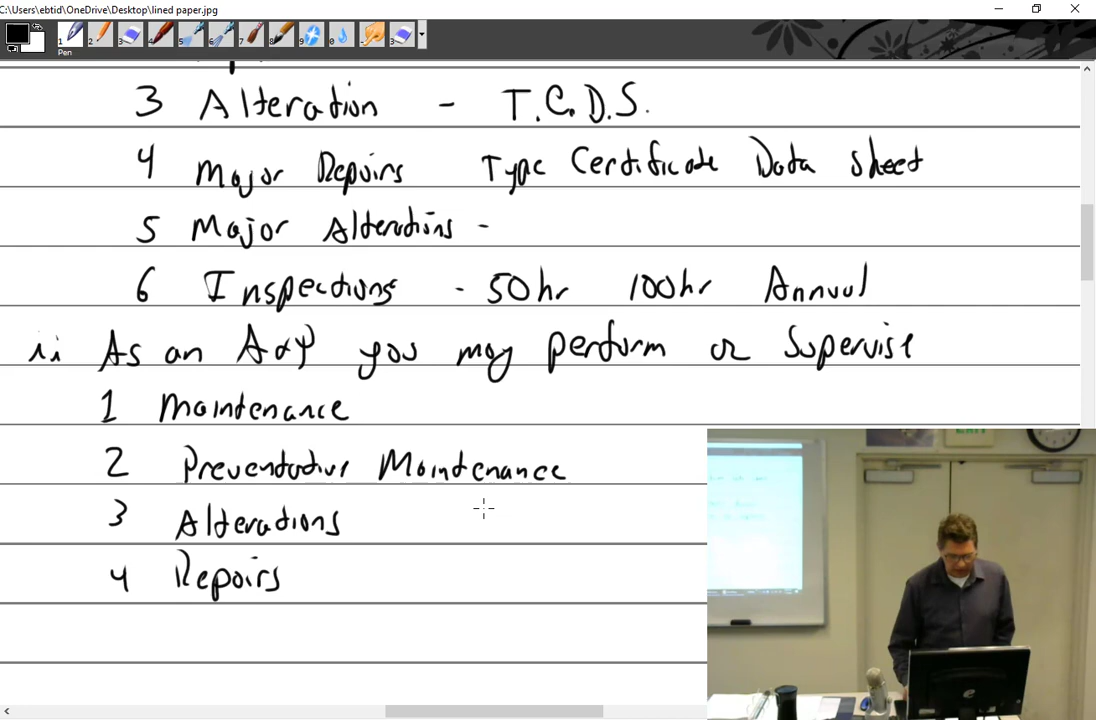 C:\Users\ebtid\OneDrive\Desktop\lined paper.jpg
Pen
3 Alteration - T.C.D.S.
4 Major Repairs Type Certificate Data Sheet
5 Major Alterations -
6 Inspections - 50hr 100hr Annual
ii As an A&P you may perform or Supervise
1 Maintenance
2 Preventative Maintenance
3 Alterations
4 Repairs
EXIT